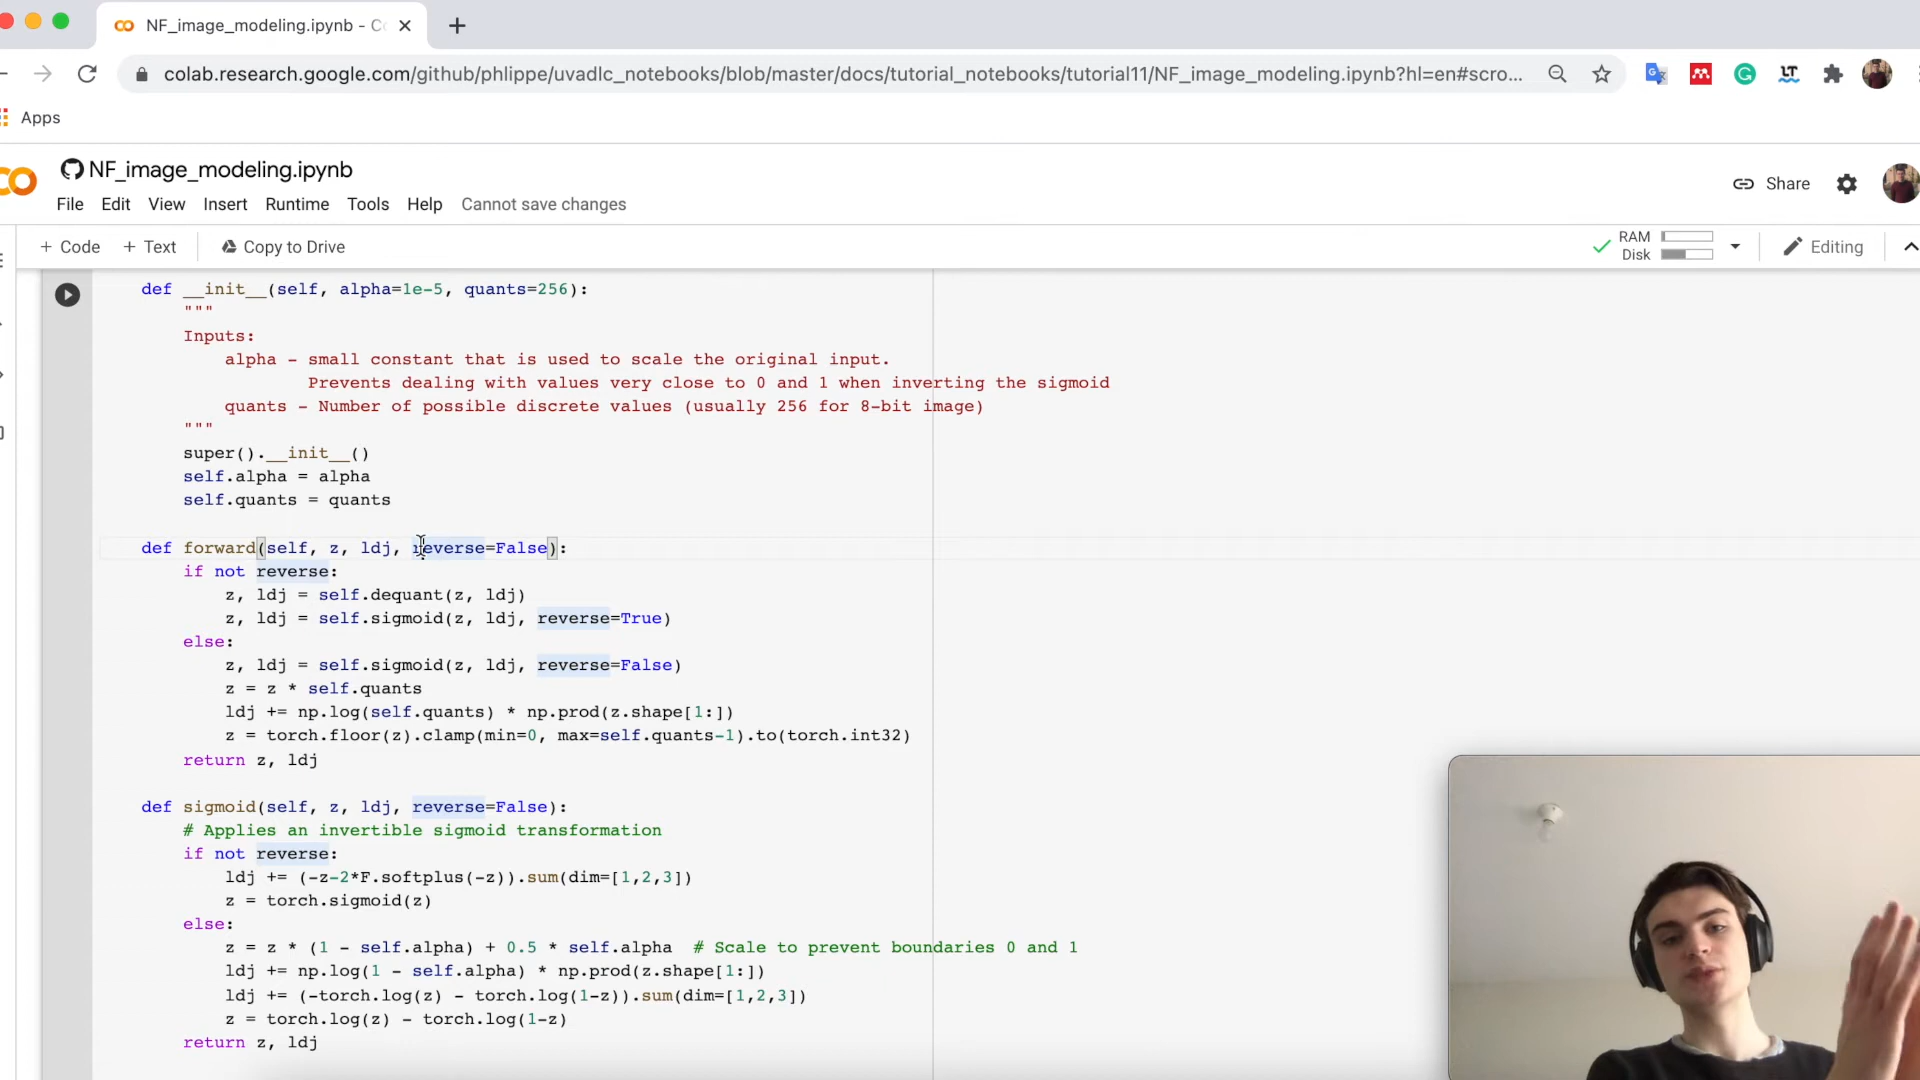 NF_image_modeling.ipynb - Co
colab.research.google.com/github/phlippe/uvadlc_notebooks/blob/master/docs/tutorial_notebooks/tutorial11/NF_image_modeling.ipynb?hl=en#scro...
Apps
NF_image_modeling.ipynb
Share
File Edit View Insert Runtime Tools Help Cannot save changes
+ Code + Text Copy to Drive
RAM
Disk
Editing
def __init__(self, alpha=1e-5, quants=256):
"""
Inputs:
alpha - small constant that is used to scale the original input.
Prevents dealing with values very close to 0 and 1 when inverting the sigmoid
quants - Number of possible discrete values (usually 256 for 8-bit image)
"""
super().__init__()
self.alpha = alpha
self.quants = quants
def forward(self, z, ldj, reverse=False):
if not reverse:
z, ldj = self.dequant(z, ldj)
z, ldj = self.sigmoid(z, ldj, reverse=True)
else:
z, ldj = self.sigmoid(z, ldj, reverse=False)
z = z * self.quants
ldj += np.log(self.quants) * np.prod(z.shape[1:])
z = torch.floor(z).clamp(min=0, max=self.quants-1).to(torch.int32)
return z, ldj
def sigmoid(self, z, ldj, reverse=False):
# Applies an invertible sigmoid transformation
if not reverse:
ldj += (-z-2*F.softplus(-z)).sum(dim=[1,2,3])
z = torch.sigmoid(z)
else:
z = z * (1 - self.alpha) + 0.5 * self.alpha # Scale to prevent boundaries 0 and 1
ldj += np.log(1 - self.alpha) * np.prod(z.shape[1:])
ldj += (-torch.log(z) - torch.log(1-z)).sum(dim=[1,2,3])
z = torch.log(z) - torch.log(1-z)
return z, ldj